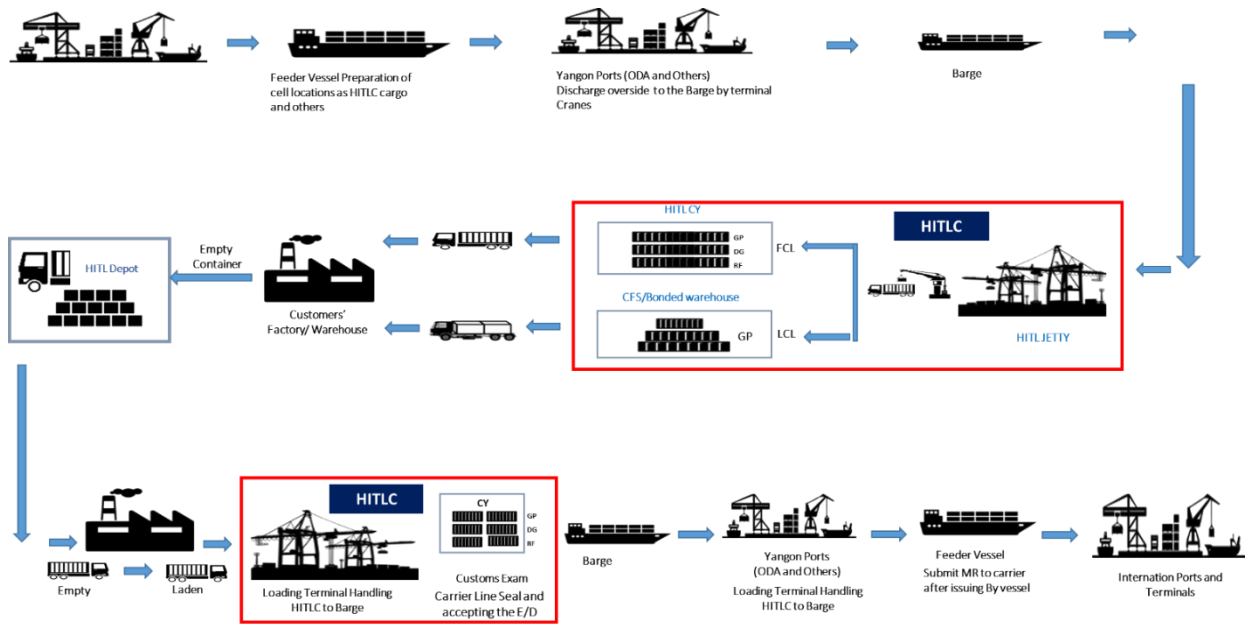 Feeder Vessel Preparation of
cell locations as HITLC cargo
and others
Yangon Ports (ODA and Others)
Discharge overside to the Barge by terminal
Cranes
Barge
HITL CY
HITLC
GP
DG
RF
FCL
CFS/Bonded warehouse
GP
LCL
HITL JETTY
Empty
Container
HITL Depot
Customers'
Factory/ Warehouse
Empty
Laden
HITLC
Loading Terminal Handling
HITLC to Barge
CY
GP
DG
RF
Customs Exam
Carrier Line Seal and
accepting the E/D
Barge
Yangon Ports
(ODA and Others)
Loading Terminal Handling
HITLC to Barge
Feeder Vessel
Submit MR to carrier
after issuing By vessel
Internation Ports and
Terminals